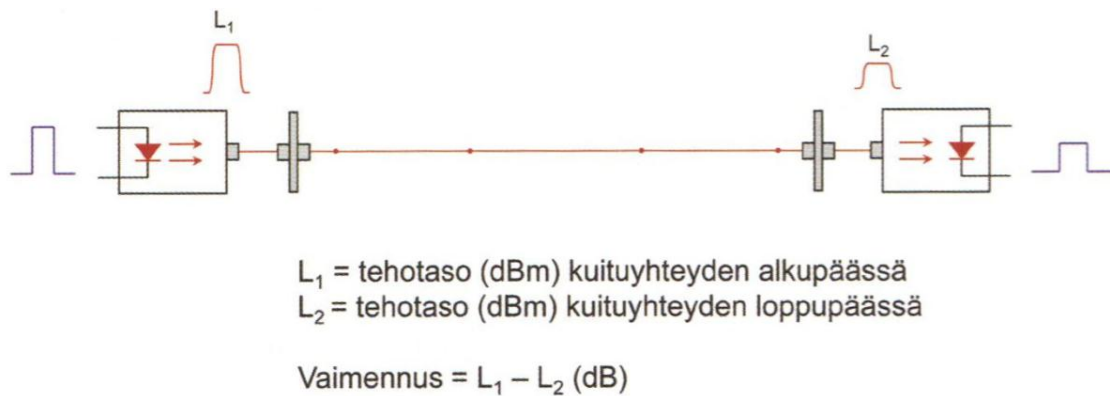 L₁
L₂
L₁ = tehotaso (dBm) kuituyhteyden alkupäässä
L₂ = tehotaso (dBm) kuituyhteyden loppupäässä
Vaimennus = L₁ – L₂ (dB)